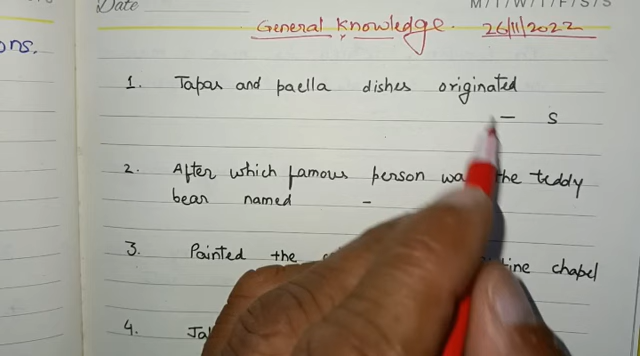 ons.
Date
M / T / W / T / F / S / S
General Knowledge. 26/11/2022
1. Tapas and paella dishes originated
– S
2. After which famous person was the teddy
bear named –
3. Painted the chapel
4.